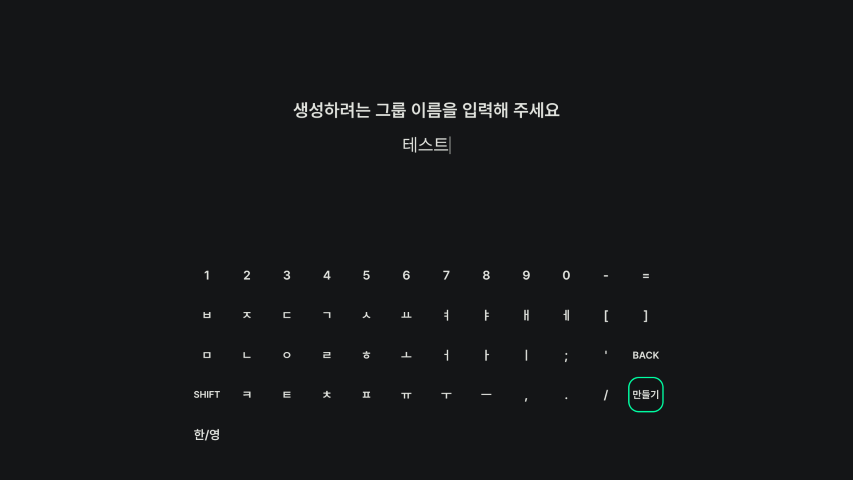 생성하려는 그룹 이름을 입력해 주세요
테스트
1 2 3 4 5 6 7 8 9 0 - =
ㅂ ㅈ ㄷ ㄱ ㅅ ㅛ ㅕ ㅑ ㅐ ㅔ [ ]
ㅁ ㄴ ㅇ ㄹ ㅎ ㅗ ㅓ ㅏ ㅣ ; ' BACK
SHIFT ㅋ ㅌ ㅊ ㅍ ㅠ ㅜ ㅡ , . / 만들기
한/영